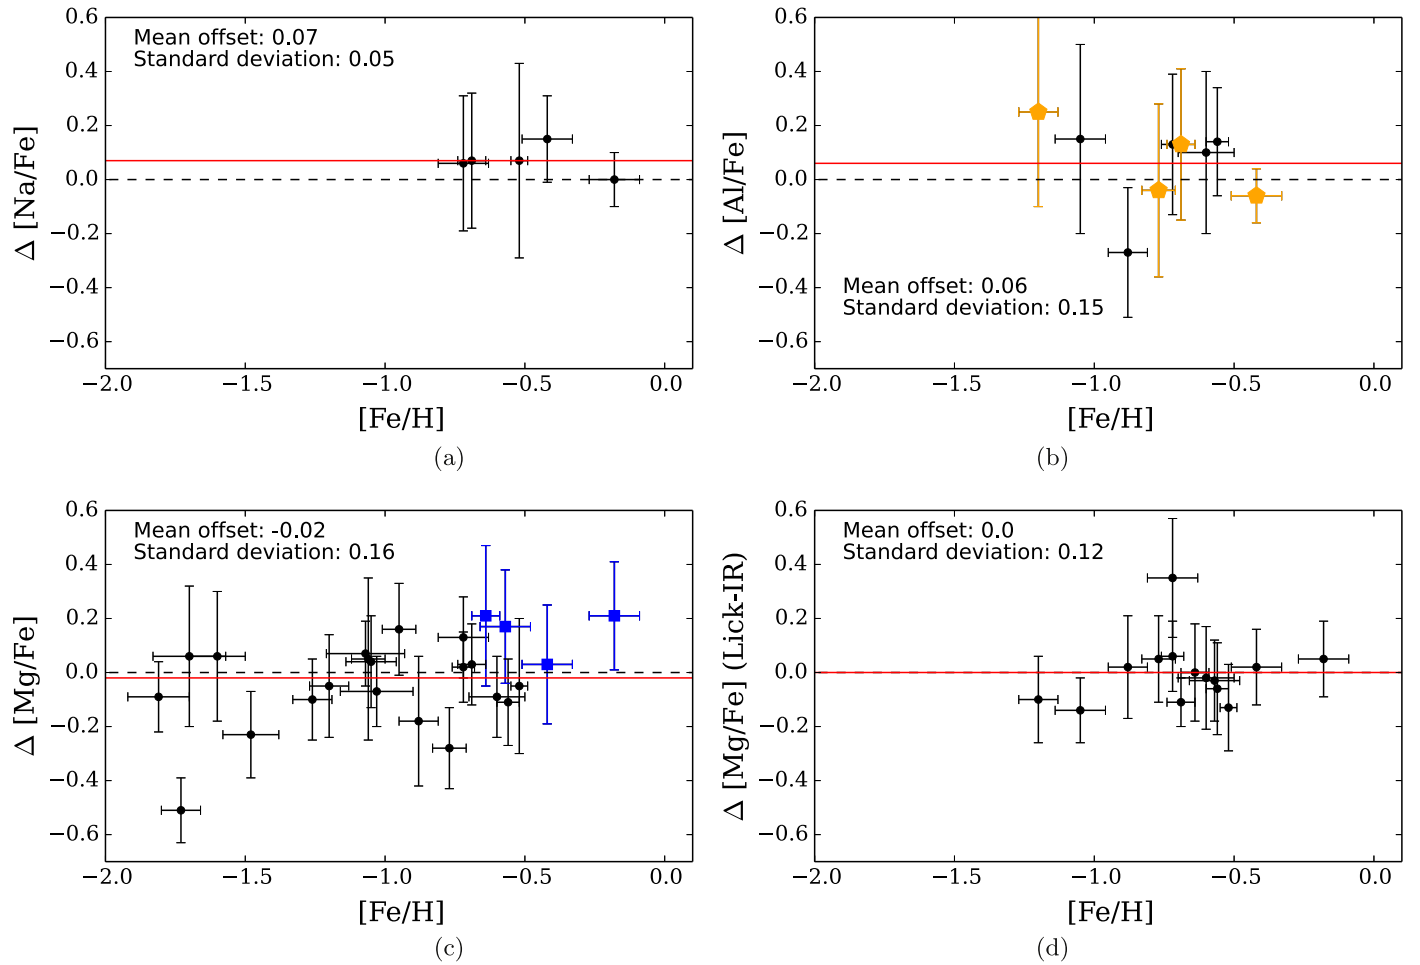 Mean offset: 0.07
Standard deviation: 0.05
0.6
0.4
0.2
0.0
−0.2
−0.4
−0.6
Δ [Na/Fe]
−2.0 −1.5 −1.0 −0.5 0.0
[Fe/H]
(a)
0.6
0.4
0.2
0.0
−0.2
−0.4
−0.6
Δ [Al/Fe]
Mean offset: 0.06
Standard deviation: 0.15
−2.0 −1.5 −1.0 −0.5 0.0
[Fe/H]
(b)
Mean offset: -0.02
Standard deviation: 0.16
0.6
0.4
0.2
0.0
−0.2
−0.4
−0.6
Δ [Mg/Fe]
−2.0 −1.5 −1.0 −0.5 0.0
[Fe/H]
(c)
Mean offset: 0.0
Standard deviation: 0.12
0.6
0.4
0.2
0.0
−0.2
−0.4
−0.6
Δ [Mg/Fe] (Lick-IR)
−2.0 −1.5 −1.0 −0.5 0.0
[Fe/H]
(d)